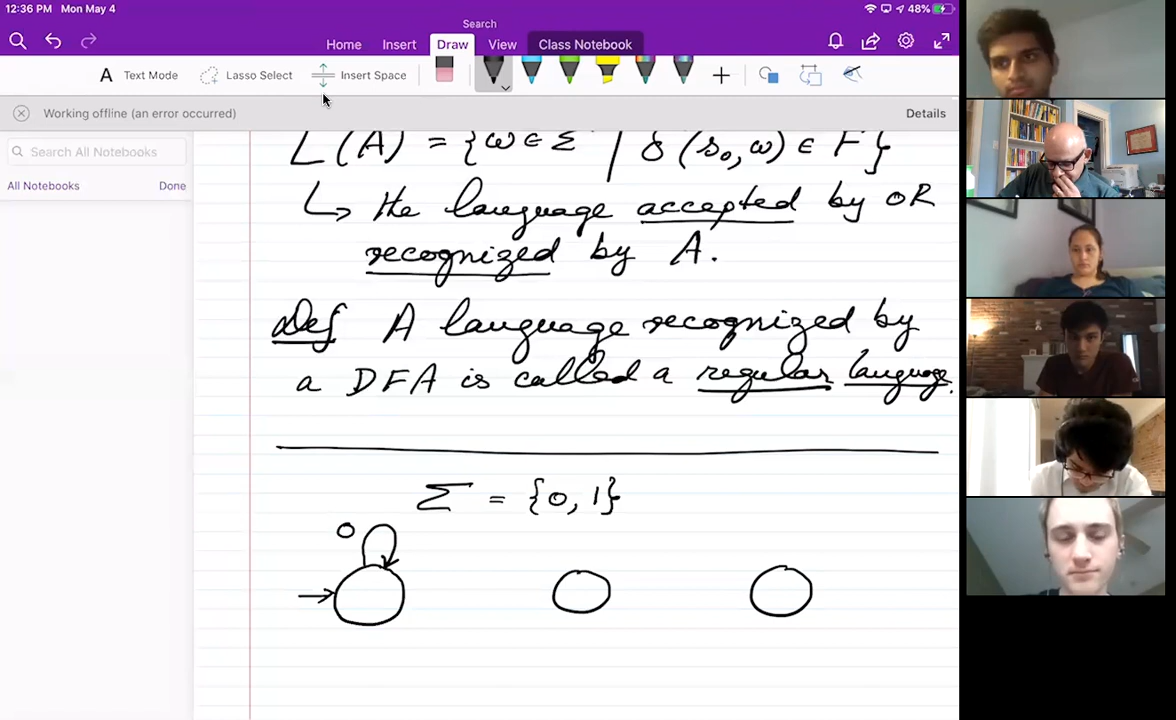 12:36 PM Mon May 4
48%
Search
Home Insert Draw View Class Notebook
A Text Mode Lasso Select Insert Space
Working offline (an error occurred) Details
Search All Notebooks
All Notebooks Done
L(A) = {ω ∈ Σ | δ(s₀, ω) ∈ F}
↳ the language accepted by OR
recognized by A.
Def A language recognized by
a DFA is called a regular language.
Σ = {0, 1}
0